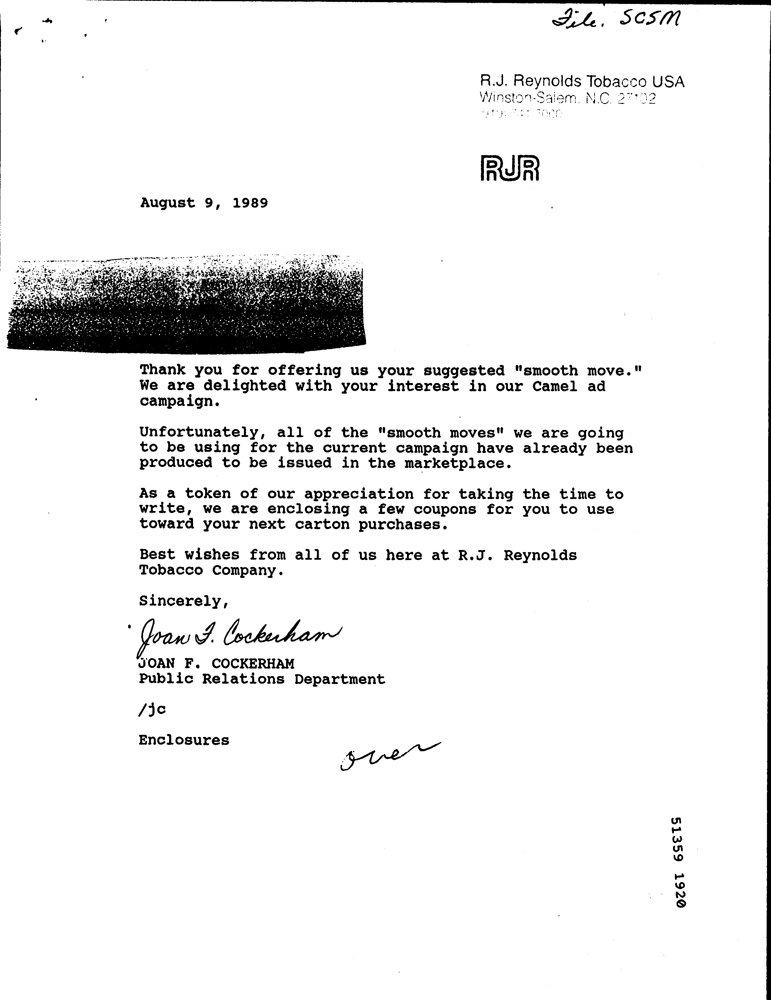 File. SCSM
R.J. Reynolds Tobacco USA
Winston-Salem, N.C. 27102
RJR
August 9, 1989
Thank you for offering us your suggested "smooth move."
We are delighted with your interest in our Camel ad
campaign.
Unfortunately, all of the "smooth moves" we are going
to be using for the current campaign have already been
produced to be issued in the marketplace.
As a token of our appreciation for taking the time to
write, we are enclosing a few coupons for you to use
toward your next carton purchases.
Best wishes from all of us here at R.J. Reynolds
Tobacco Company.
Sincerely,
Joan F. Cockerham
JOAN F. COCKERHAM
Public Relations Department
/jc
Enclosures
over
51359 1920